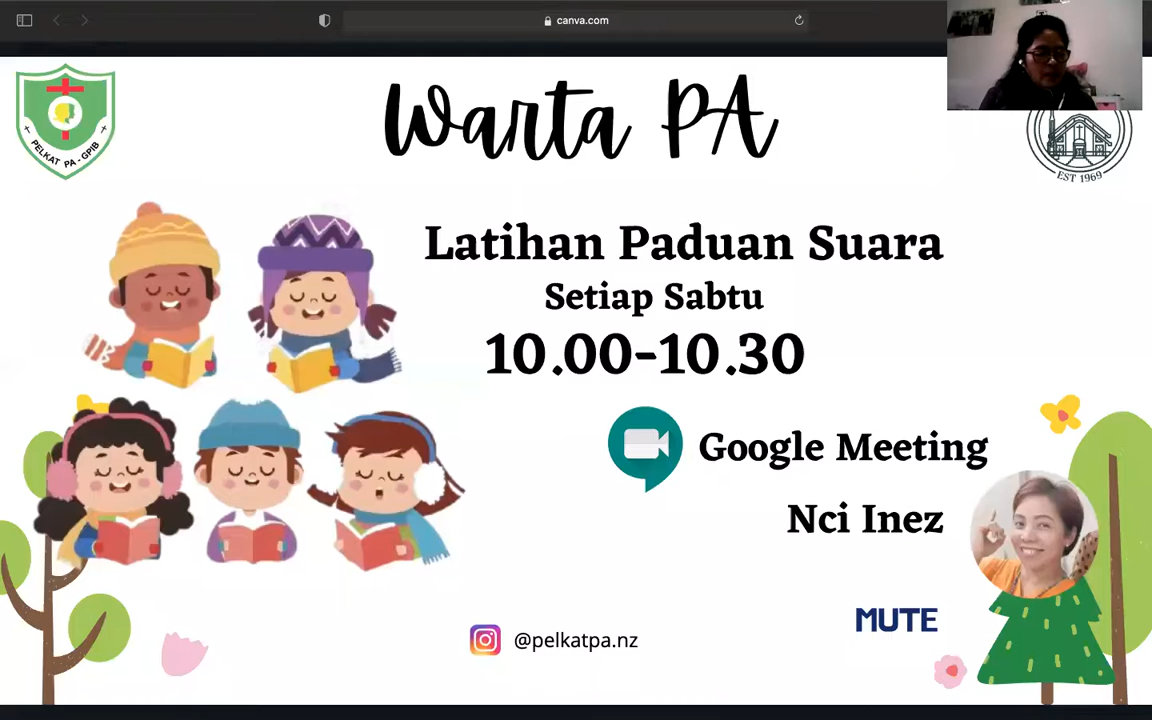 canva.com
Warta PA
PELKAT PA - GPIB
EST 1969
Latihan Paduan Suara
Setiap Sabtu
10.00-10.30
Google Meeting
Nci Inez
MUTE
@pelkatpa.nz